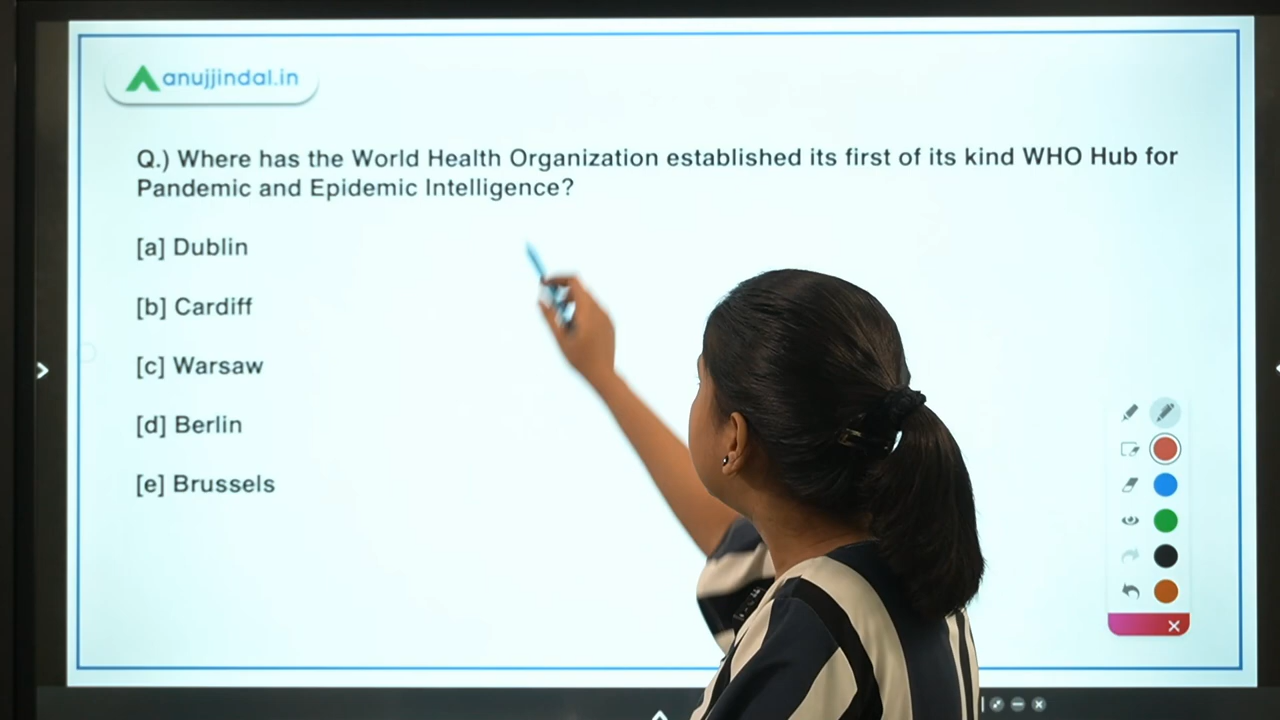 anujjindal.in
Q.) Where has the World Health Organization established its first of its kind WHO Hub for
Pandemic and Epidemic Intelligence?
[a] Dublin
[b] Cardiff
[c] Warsaw
[d] Berlin
[e] Brussels